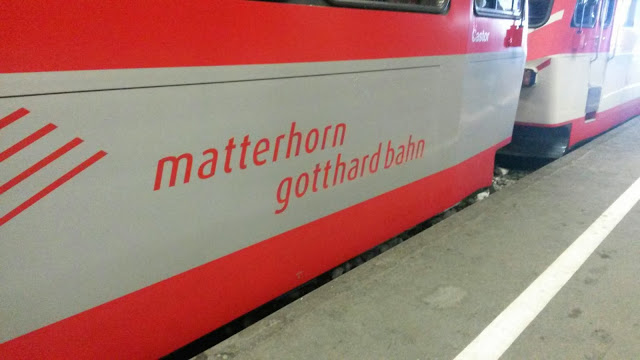 Castor
matterhorn
gotthard bahn